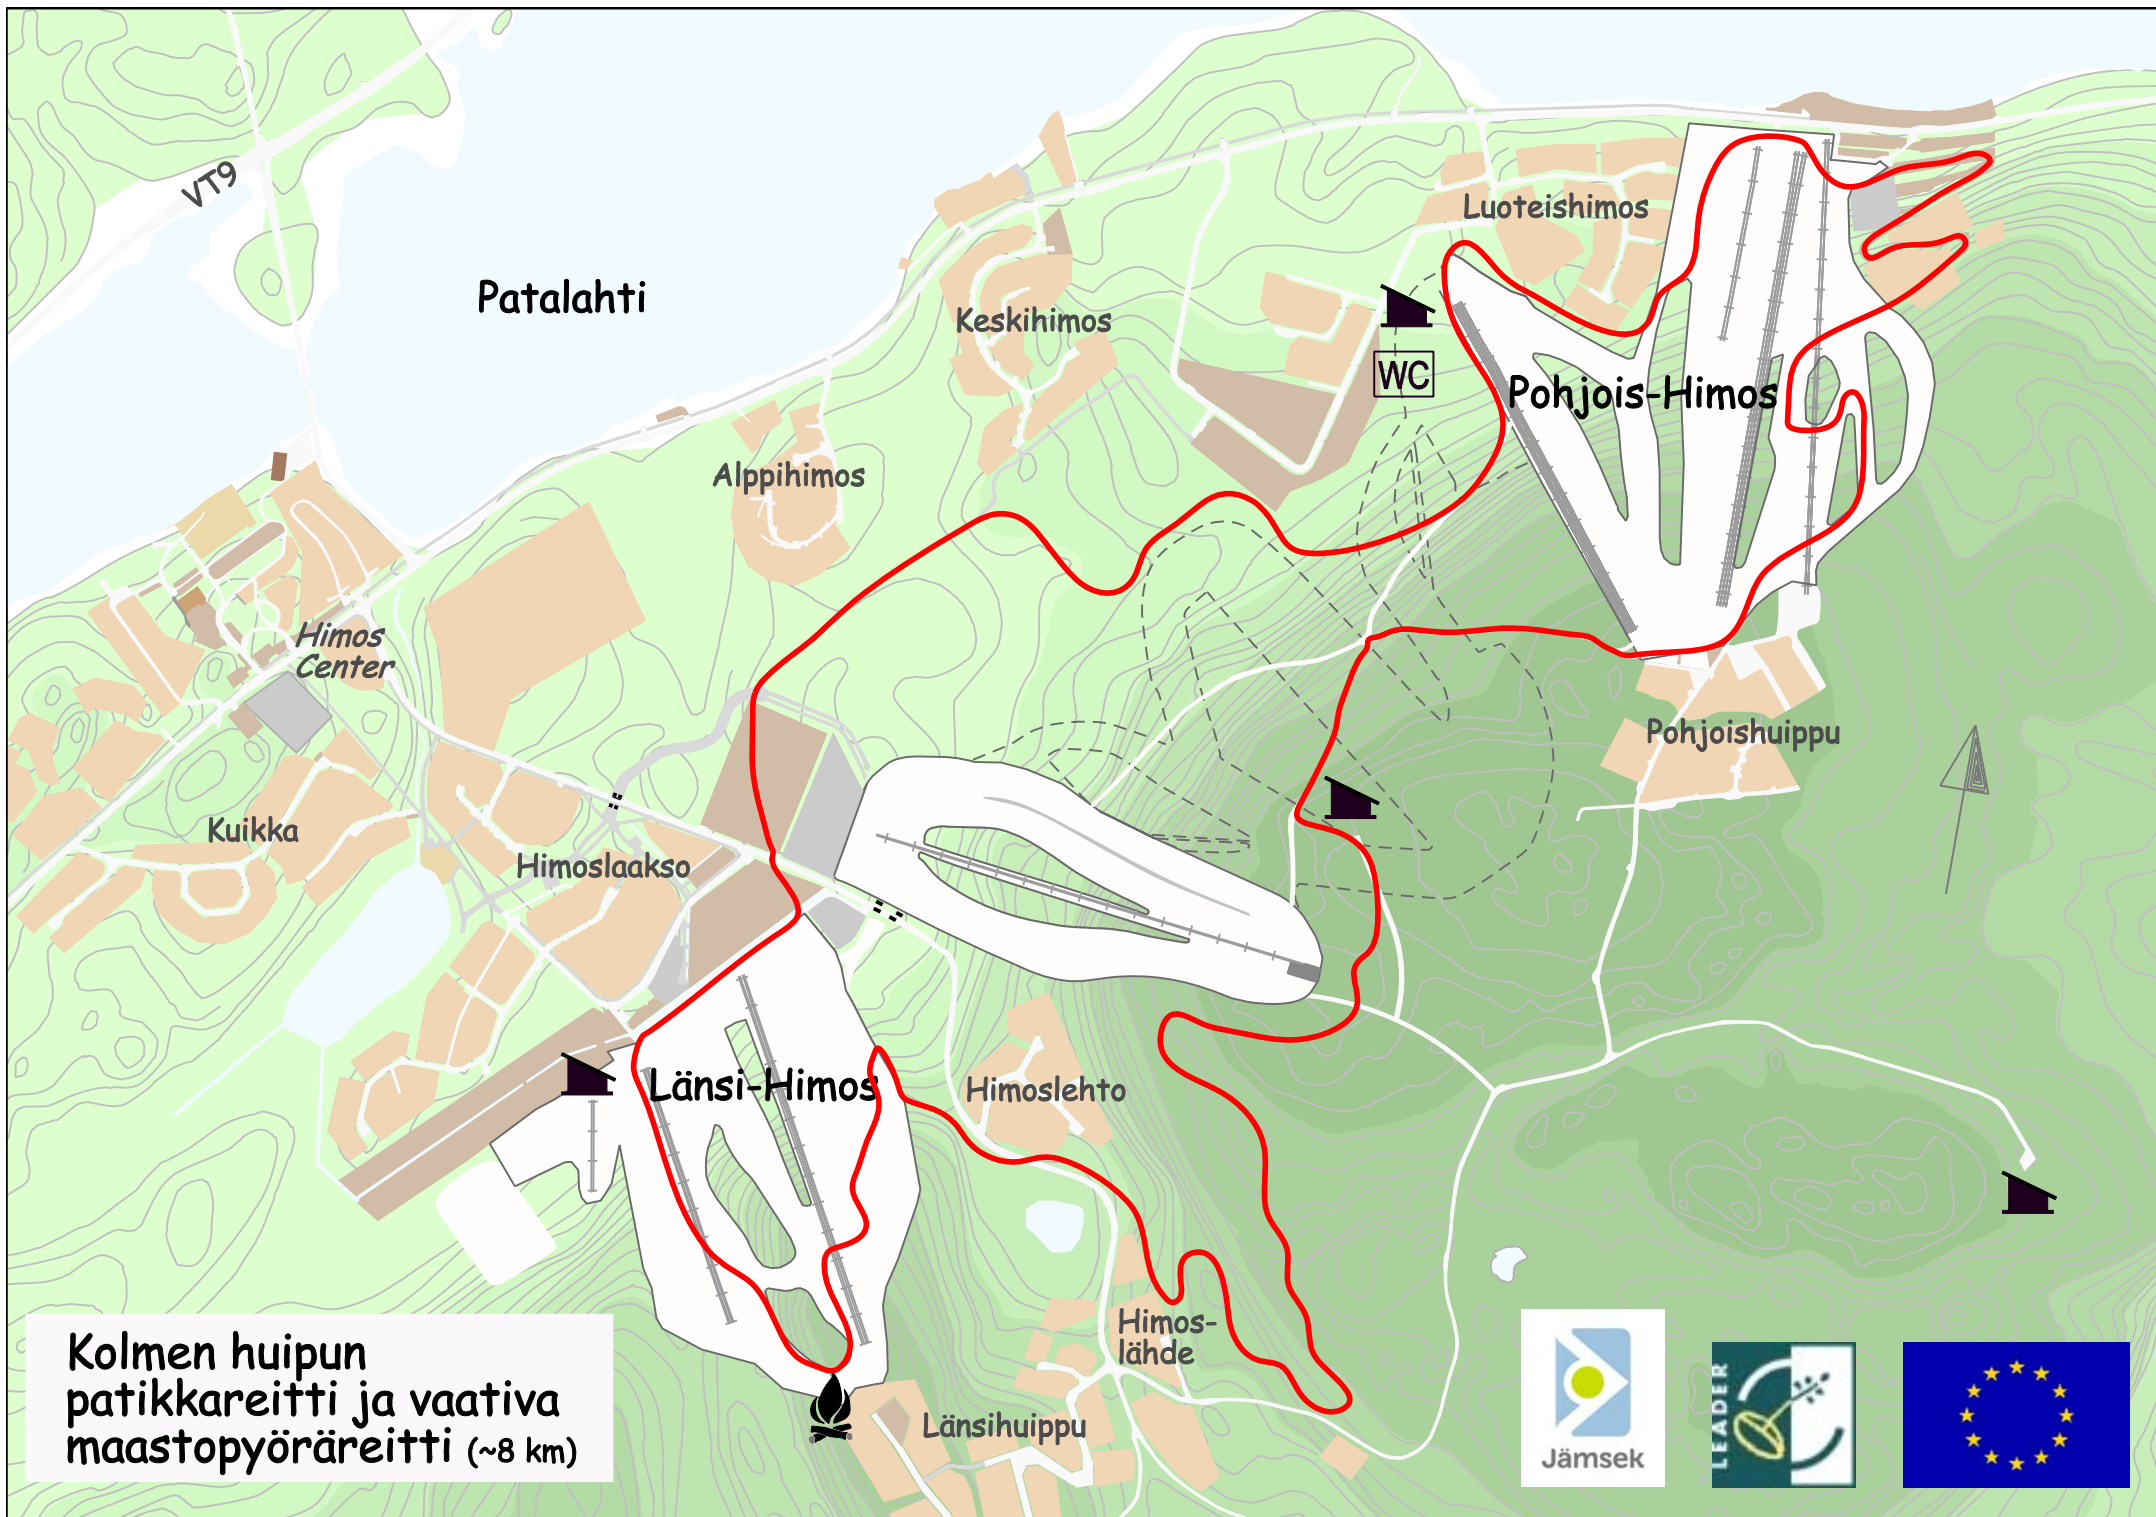 VT9
Patalahti
Luoteishimos
Keskihimos
WC
Pohjois-Himos
Alppihimos
Himos
Center
Pohjoishuippu
Kuikka
Himoslaakso
Länsi-Himos
Himoslehto
Himos-
lähde
Länsihuippu
Kolmen huipun
patikkareitti ja vaativa
maastopyöräreitti (~8 km)
Jämsek
LEADER